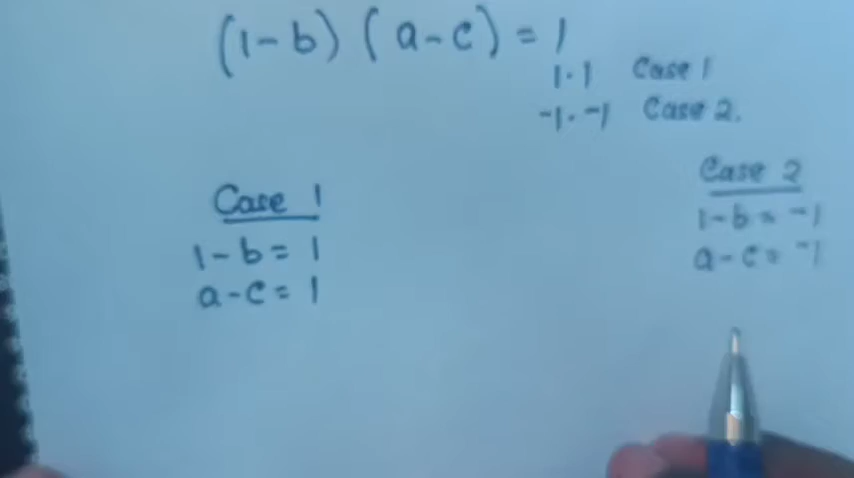 (1-b) (a-c) = 1
1·1 Case 1
-1·-1 Case 2.
Case 1
1-b = 1
a-c = 1
Case 2
1-b = -1
a-c = -1